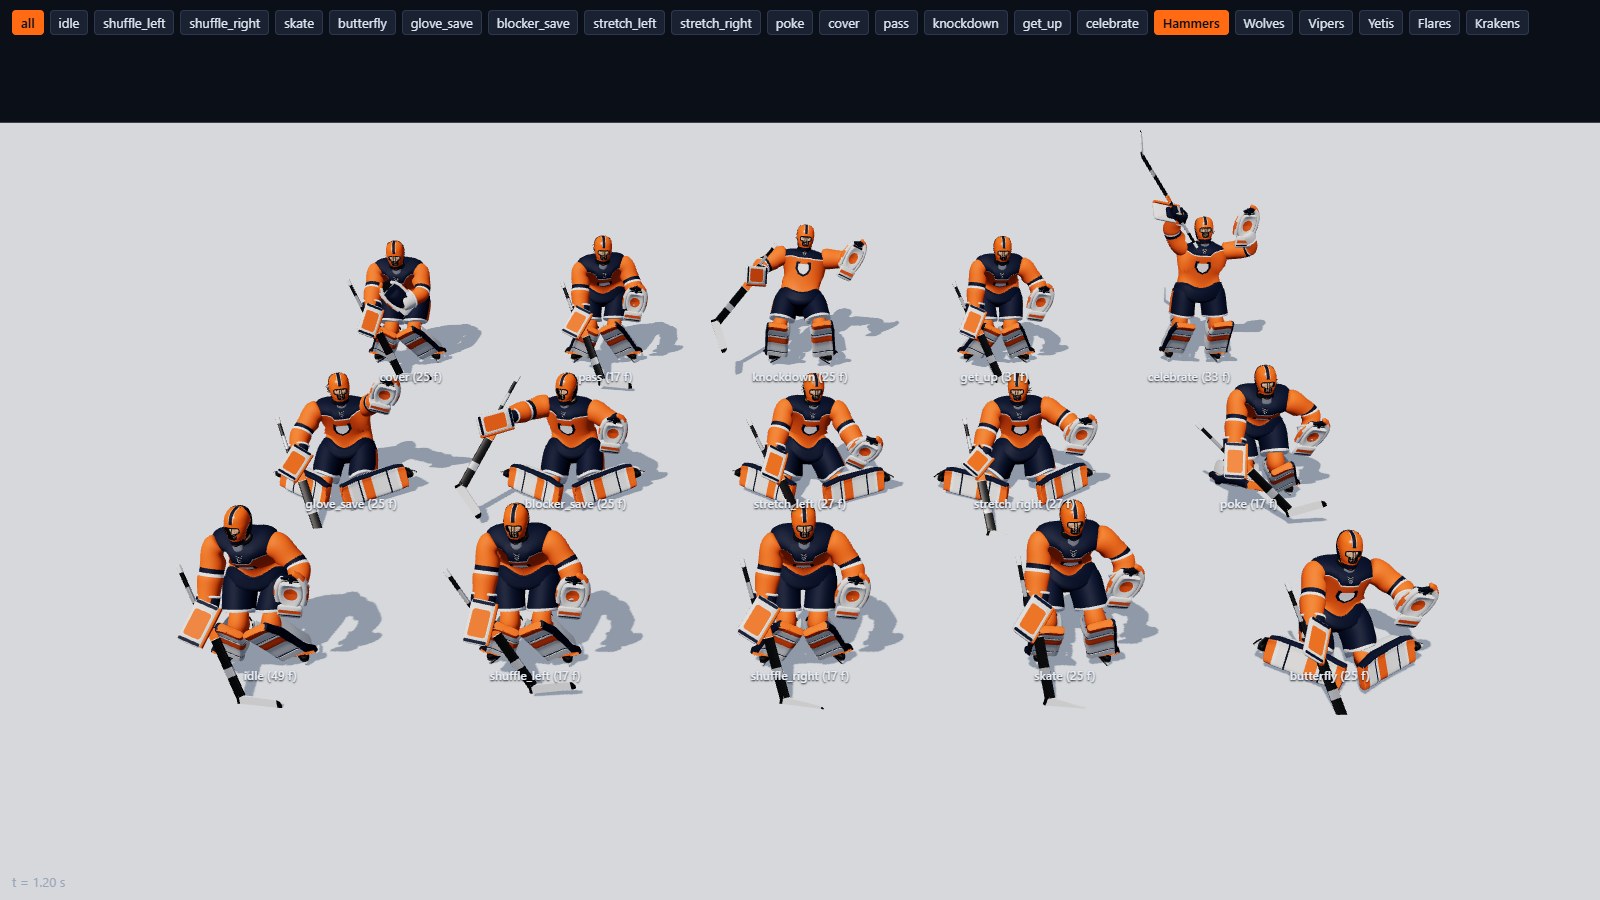 all idle shuffle_left shuffle_right skate butterfly glove_save blocker_save stretch_left stretch_right poke cover pass knockdown get_up celebrate Hammers Wolves Vipers Yetis Flares Krakens
cover (25 f) pass (17 f) knockdown (25 f) get_up (31 f) celebrate (33 f)
glove_save (25 f) blocker_save (25 f) stretch_left (27 f) stretch_right (27 f) poke (17 f)
idle (49 f) shuffle_left (17 f) shuffle_right (17 f) skate (25 f) butterfly (25 f)
t = 1.20 s